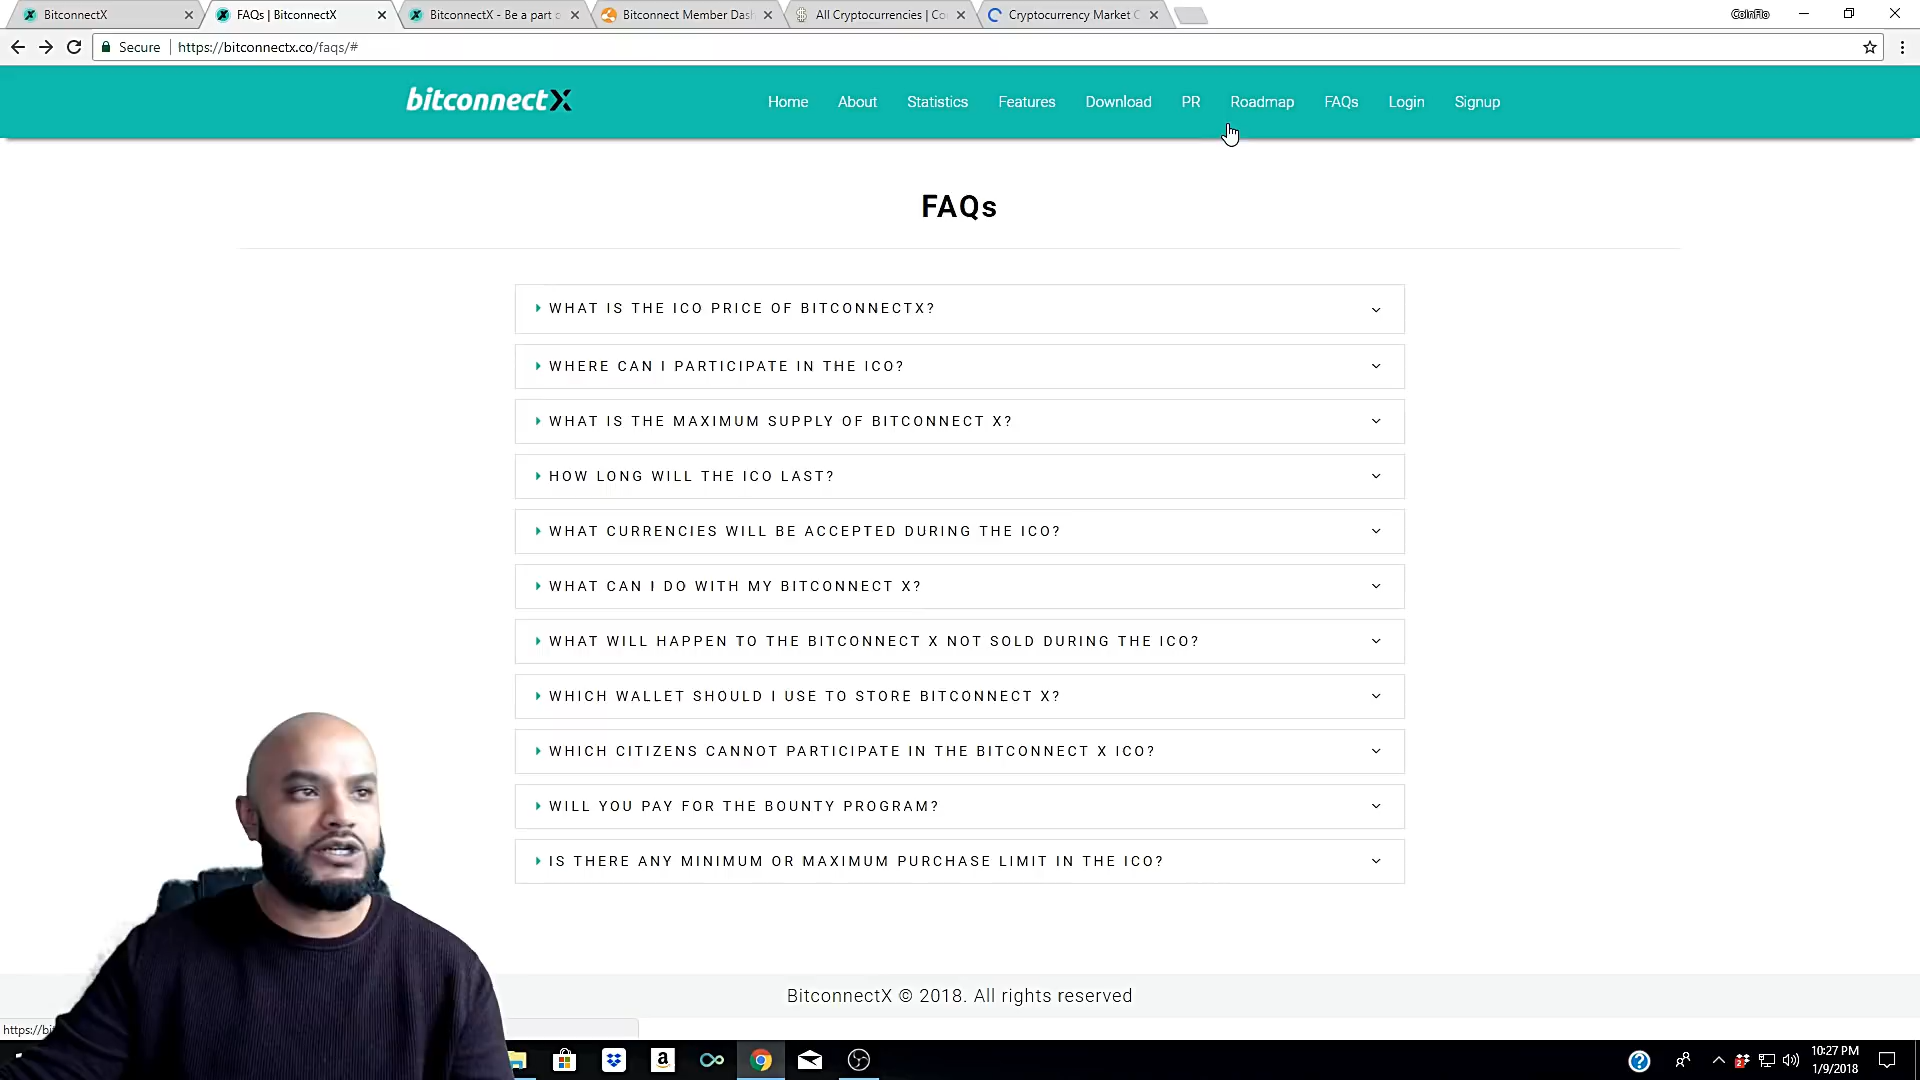 BitconnectX
FAQs | BitconnectX
BitconnectX - Be a part o
Bitconnect Member Das
All Cryptocurrencies | Co
Cryptocurrency Market C
CoinFlo
Secure
https://bitconnectx.co/faqs/#
bitconnectX
Home
About
Statistics
Features
Download
PR
Roadmap
FAQs
Login
Signup
FAQs
WHAT IS THE ICO PRICE OF BITCONNECTX?
WHERE CAN I PARTICIPATE IN THE ICO?
WHAT IS THE MAXIMUM SUPPLY OF BITCONNECT X?
HOW LONG WILL THE ICO LAST?
WHAT CURRENCIES WILL BE ACCEPTED DURING THE ICO?
WHAT CAN I DO WITH MY BITCONNECT X?
WHAT WILL HAPPEN TO THE BITCONNECT X NOT SOLD DURING THE ICO?
WHICH WALLET SHOULD I USE TO STORE BITCONNECT X?
WHICH CITIZENS CANNOT PARTICIPATE IN THE BITCONNECT X ICO?
WILL YOU PAY FOR THE BOUNTY PROGRAM?
IS THERE ANY MINIMUM OR MAXIMUM PURCHASE LIMIT IN THE ICO?
BitconnectX © 2018. All rights reserved
https://bi
10:27 PM
1/9/2018